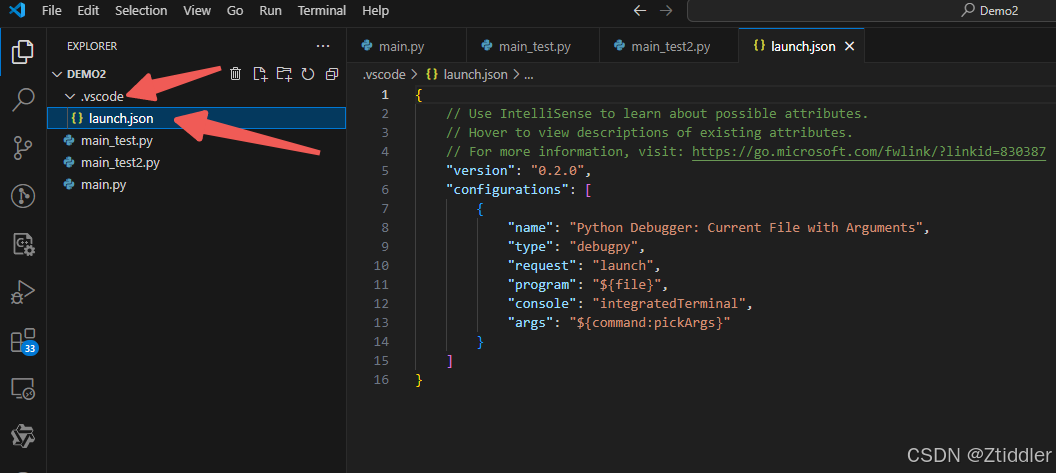 File Edit Selection View Go Run Terminal Help
Demo2
EXPLORER
DEMO2
.vscode
{} launch.json
main_test.py
main_test2.py
main.py
33
main.py main_test.py main_test2.py {} launch.json
.vscode > {} launch.json > ...
1 {
2 // Use IntelliSense to learn about possible attributes.
3 // Hover to view descriptions of existing attributes.
4 // For more information, visit: https://go.microsoft.com/fwlink/?linkid=830387
5 "version": "0.2.0",
6 "configurations": [
7 {
8 "name": "Python Debugger: Current File with Arguments",
9 "type": "debugpy",
10 "request": "launch",
11 "program": "${file}",
12 "console": "integratedTerminal",
13 "args": "${command:pickArgs}"
14 }
15 ]
16 }
CSDN @Ztiddler